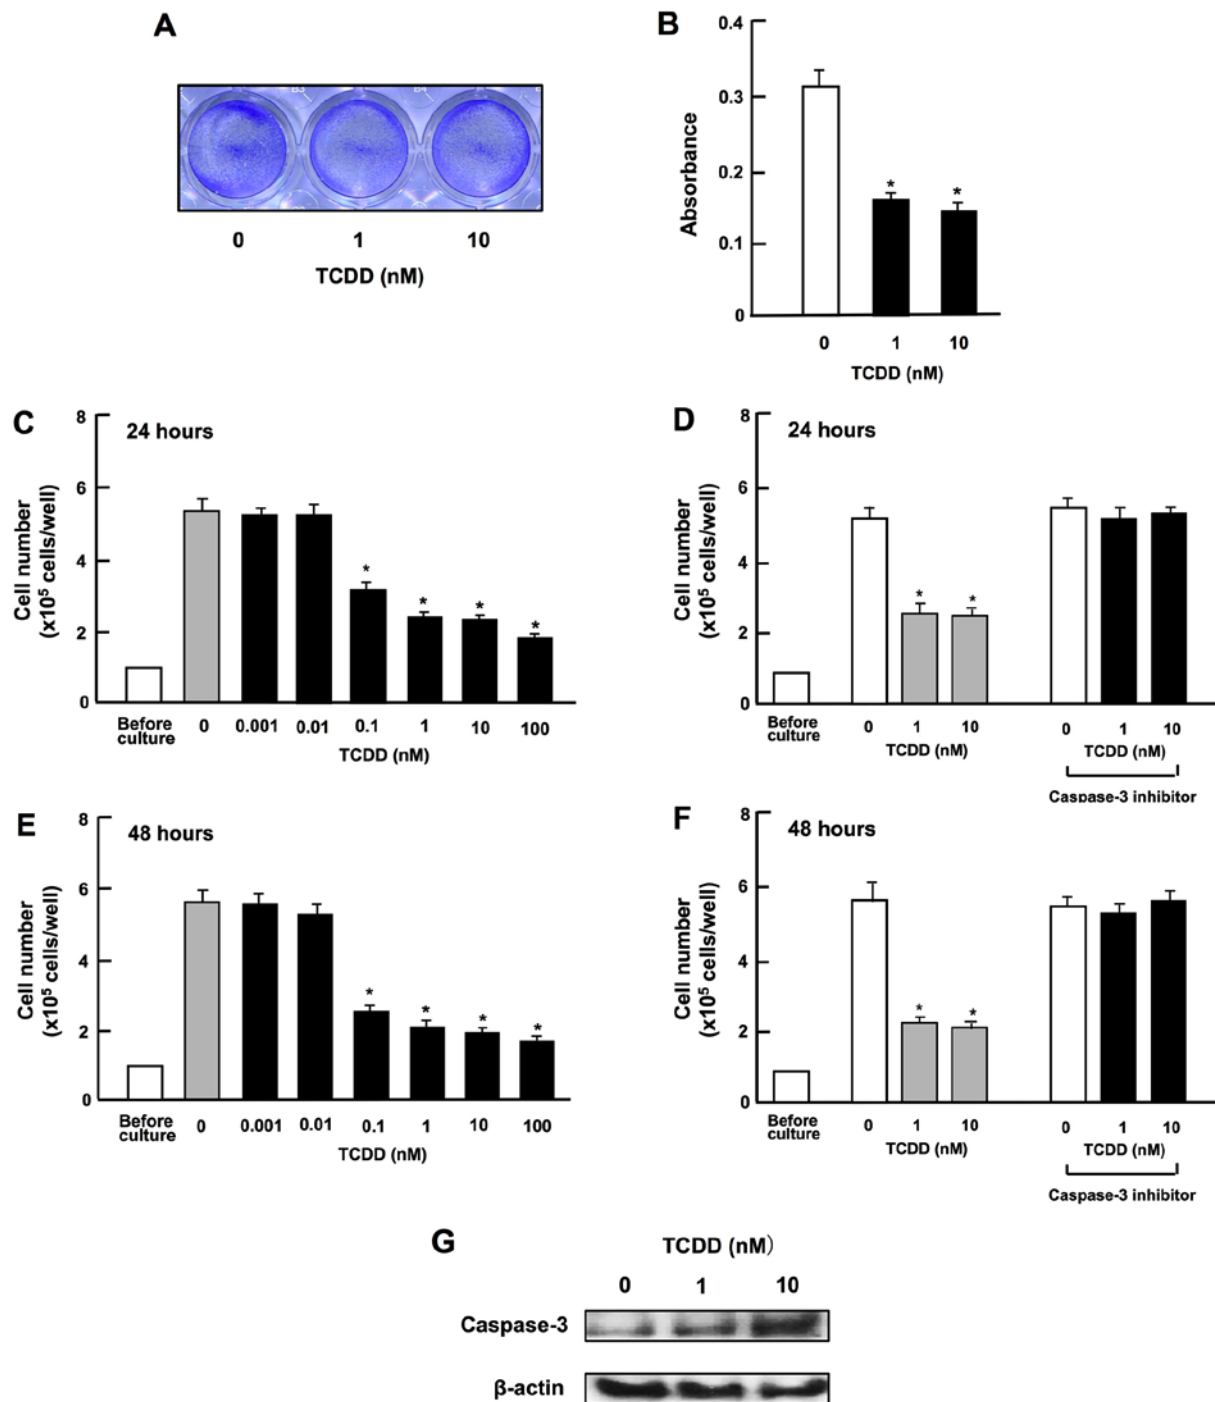 A
B3
B4
0 1 10
TCDD (nM)
B
0.4
0.3
0.2
0.1
0
Absorbance
* *
0 1 10
TCDD (nM)
C
24 hours
8
6
4
2
0
Cell number
(x10⁵ cells/well)
* * * *
Before
culture
0 0.001 0.01 0.1 1 10 100
TCDD (nM)
D
24 hours
8
6
4
2
0
Cell number
(x10⁵ cells/well)
* *
Before
culture
0 1 10 0 1 10
TCDD (nM) TCDD (nM)
Caspase-3 inhibitor
E
48 hours
8
6
4
2
0
Cell number
(x10⁵ cells/well)
* * * *
Before
culture
0 0.001 0.01 0.1 1 10 100
TCDD (nM)
F
48 hours
8
6
4
2
0
Cell number
(x10⁵ cells/well)
* *
Before
culture
0 1 10 0 1 10
TCDD (nM) TCDD (nM)
Caspase-3 inhibitor
G
TCDD (nM)
0 1 10
Caspase-3
β-actin